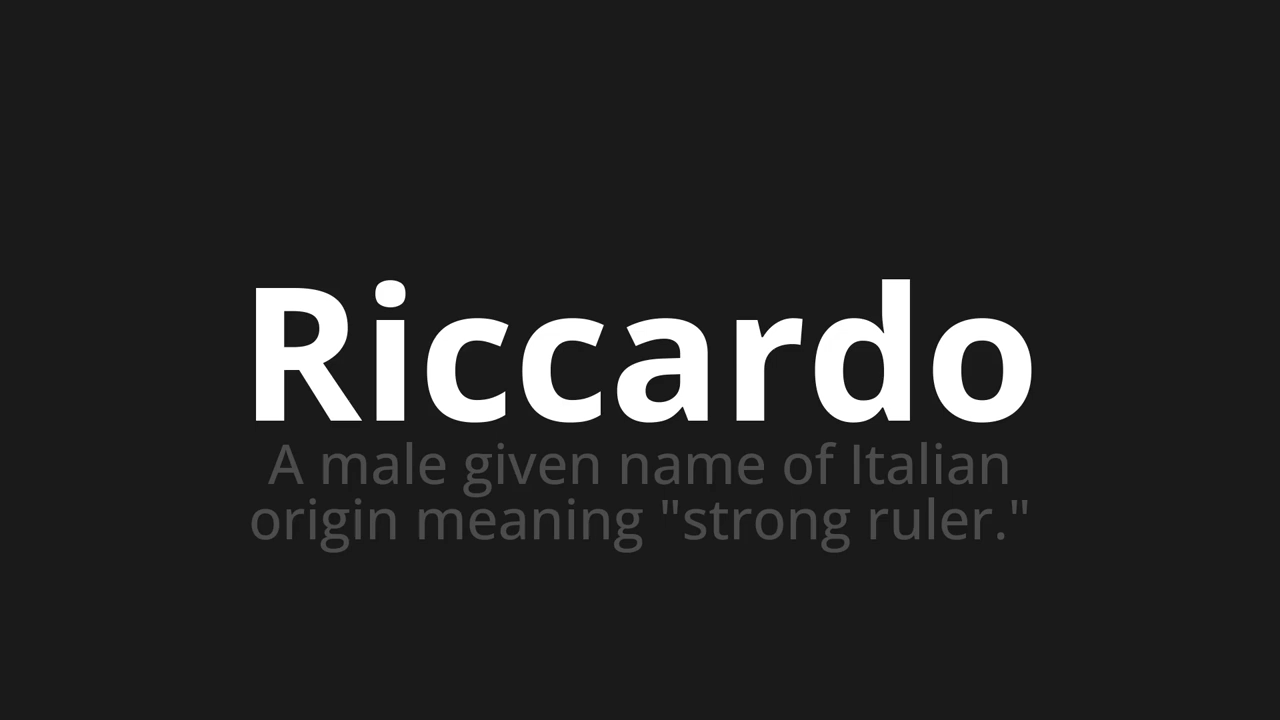 Riccardo
A male given name of Italian
origin meaning "strong ruler."